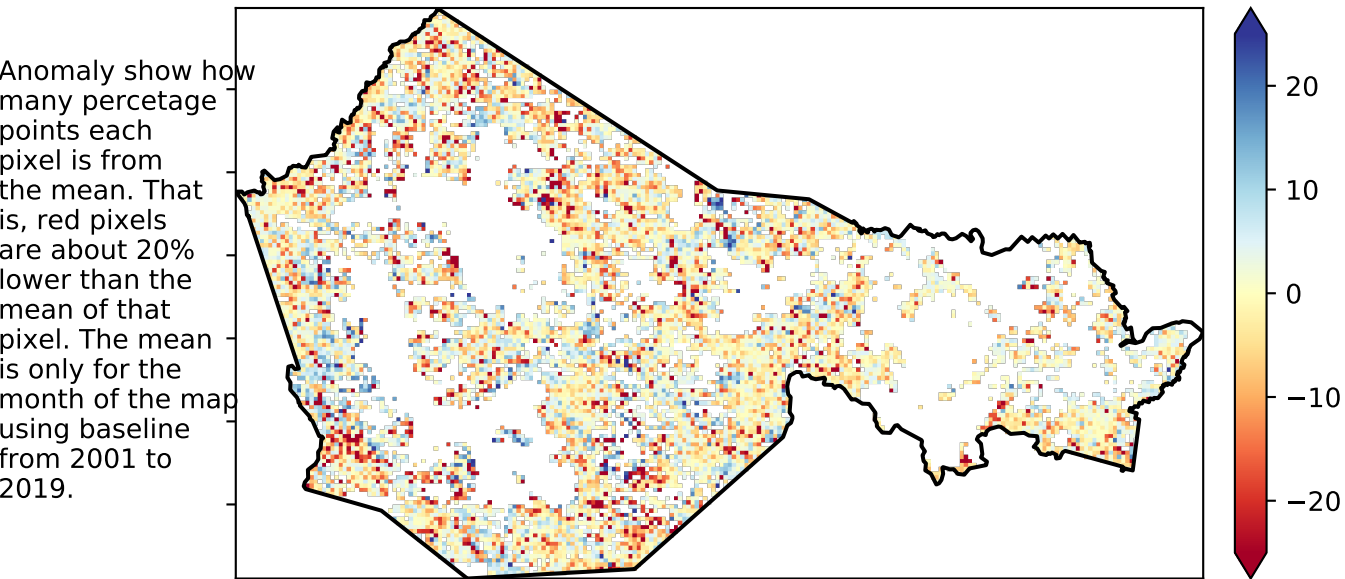 Anomaly show how
many percetage
points each
pixel is from
the mean. That
is, red pixels
are about 20%
lower than the
mean of that
pixel. The mean
is only for the
month of the map
using baseline
from 2001 to
2019.
20
10
0
−10
−20